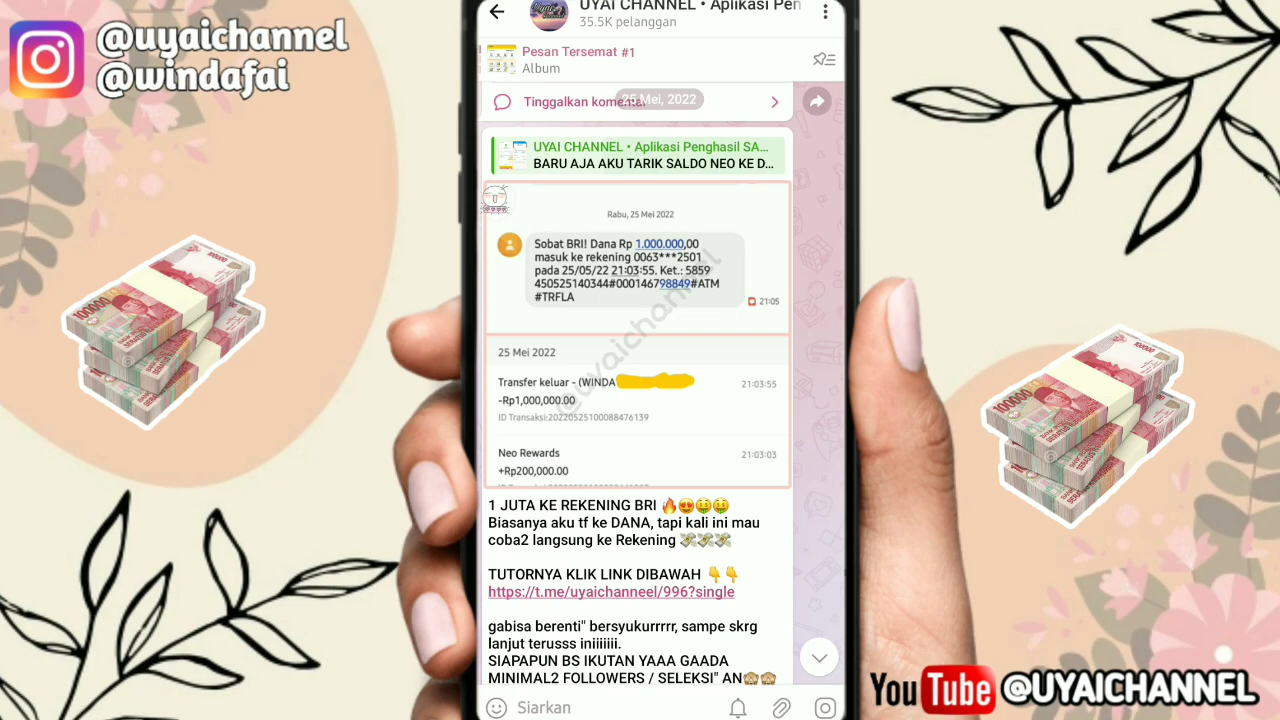 @uyaichannel
@windafai
UYAi CHANNEL • Aplikasi Pen
35.5K pelanggan
Pesan Tersemat #1
Album
Tinggalkan komentar
25 Mei, 2022
UYAI CHANNEL • Aplikasi Penghasil SA...
BARU AJA AKU TARIK SALDO NEO KE D...
Rabu, 25 Mei 2022
Sobat BRI! Dana Rp 1.000.000,00
masuk ke rekening 0063***2501
pada 25/05/22 21:03:55. Ket.: 5859
450525140344#000146798849#ATM
#TRFLA
21:05
@uyaichannel
25 Mei 2022
Transfer keluar - (WINDA
21:03:55
-Rp1,000,000.00
ID Transaksi:20220525100088476139
Neo Rewards
21:03:03
+Rp200,000.00
1 JUTA KE REKENING BRI 🔥😍🤑🤑
Biasanya aku tf ke DANA, tapi kali ini mau
coba2 langsung ke Rekening 💸💸💸
TUTORNYA KLIK LINK DIBAWAH 👇👇
https://t.me/uyaichanneel/996?single
gabisa berenti" bersyukurrrrr, sampe skrg
lanjut terusss iniiiiiii.
SIAPAPUN BS IKUTAN YAAA GAADA
MINIMAL2 FOLLOWERS / SELEKSI" AN🙈🙈
Siarkan
100000
100000
YouTube @UYAICHANNEL